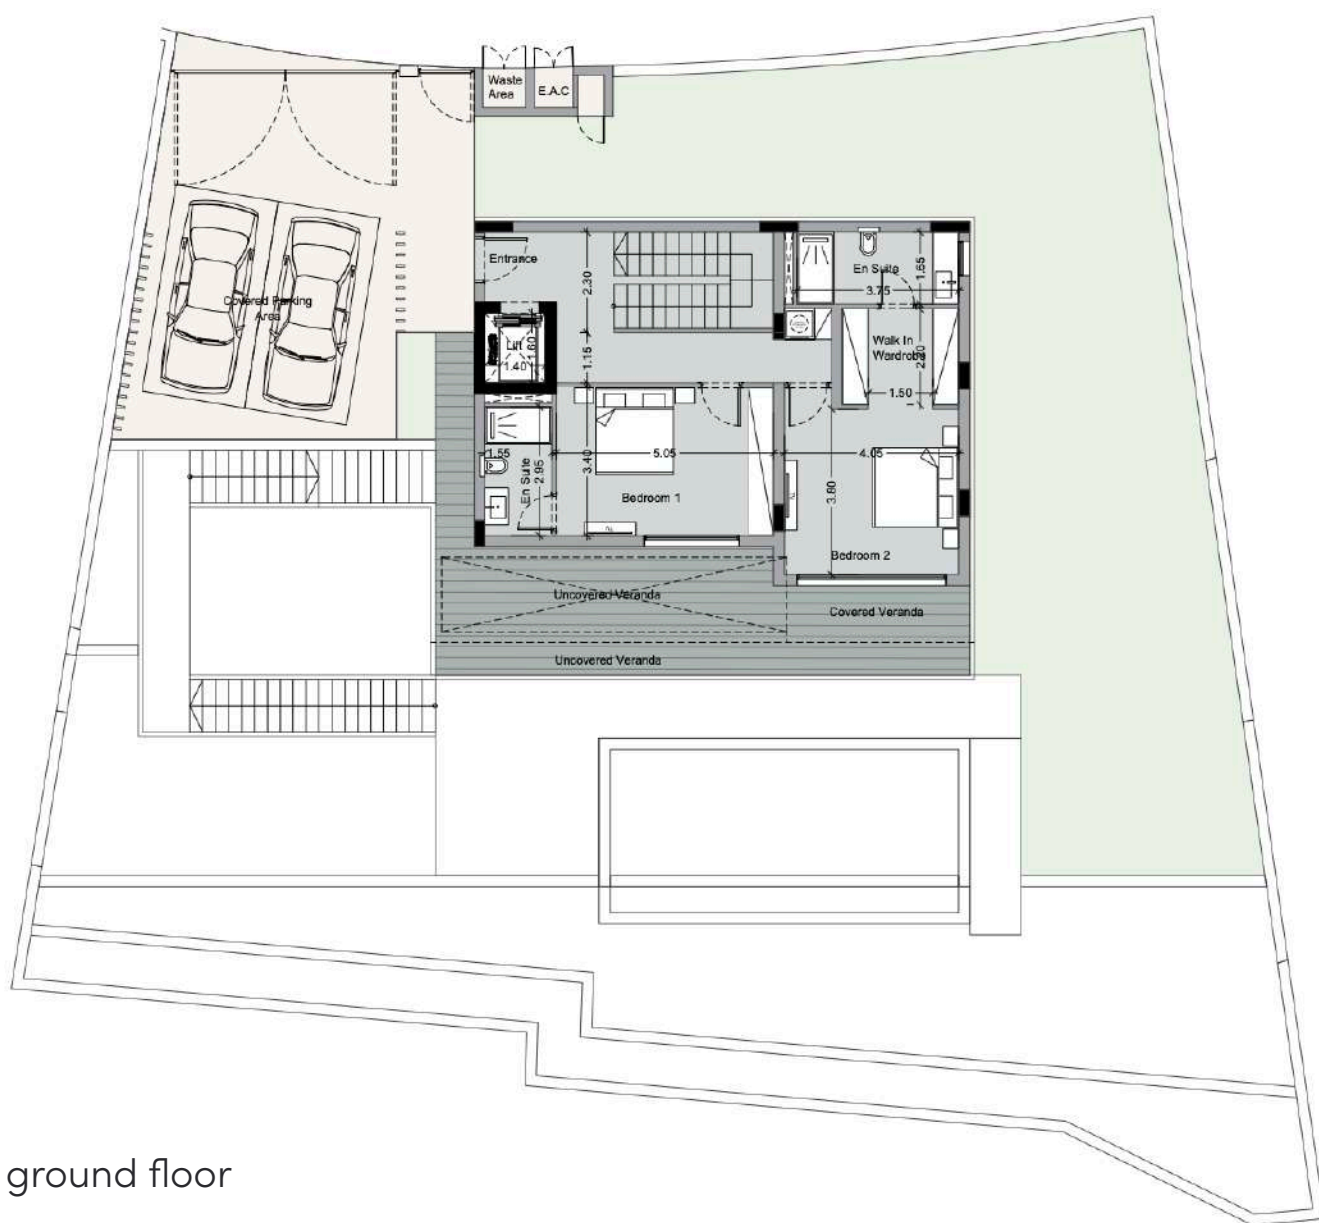 Waste
Area
E.A.C
Entrance
2.30
En Suite
1.65
3.75
Covered Parking
Area
Lift
1.60
1.40
1.15
Walk In
Wardrobe
2.20
1.50
1.55
En Suite
2.95
3.40
5.05
4.05
3.80
Bedroom 1
Bedroom 2
Uncovered Veranda
Covered Veranda
Uncovered Veranda
ground floor